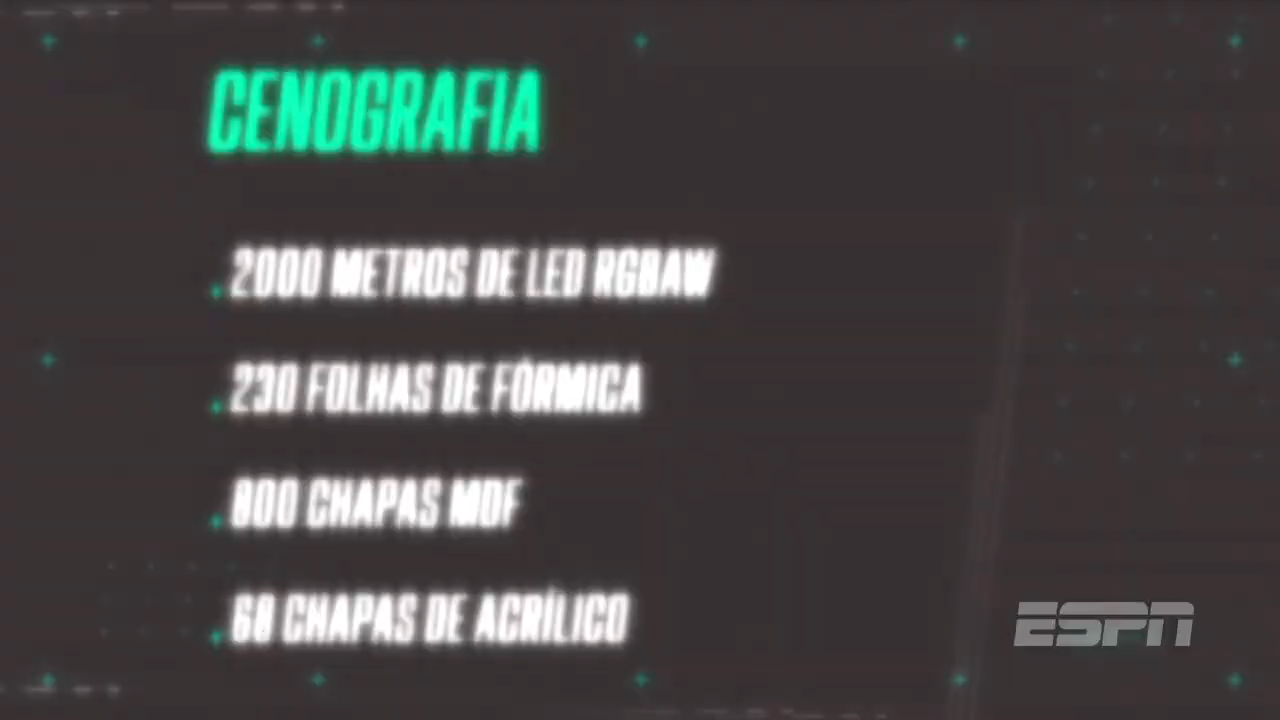 CENOGRAFIA
2000 METROS DE LED RGBAW
230 FOLHAS DE FÓRMICA
800 CHAPAS MDF
68 CHAPAS DE ACRÍLICO
ESPN